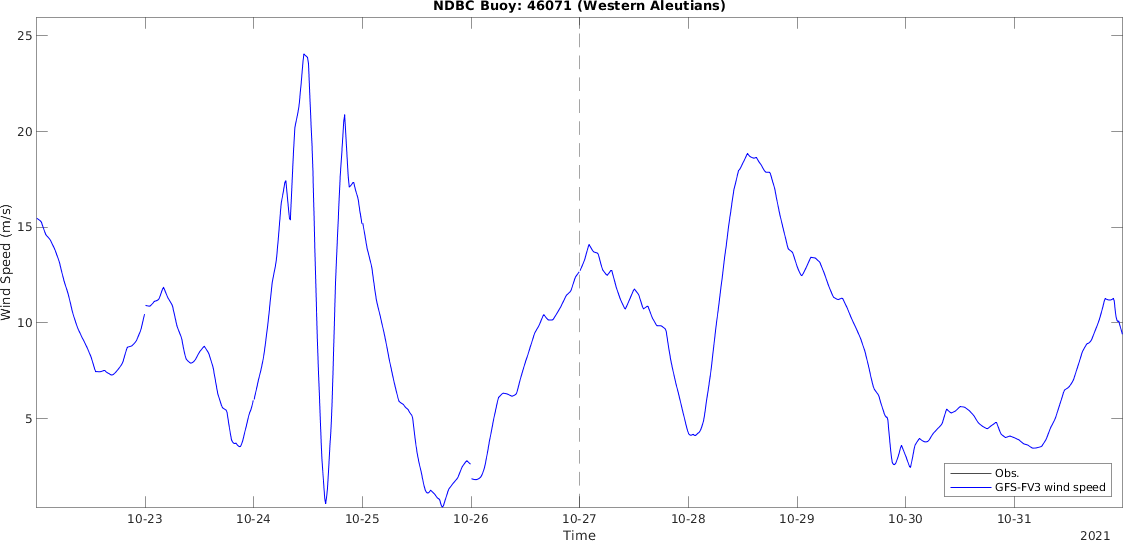 NDBC Buoy: 46071 (Western Aleutians)
25
20
15
10
5
Wind Speed (m/s)
10-23 10-24 10-25 10-26 10-27 10-28 10-29 10-30 10-31
Time
2021
Obs.
GFS-FV3 wind speed